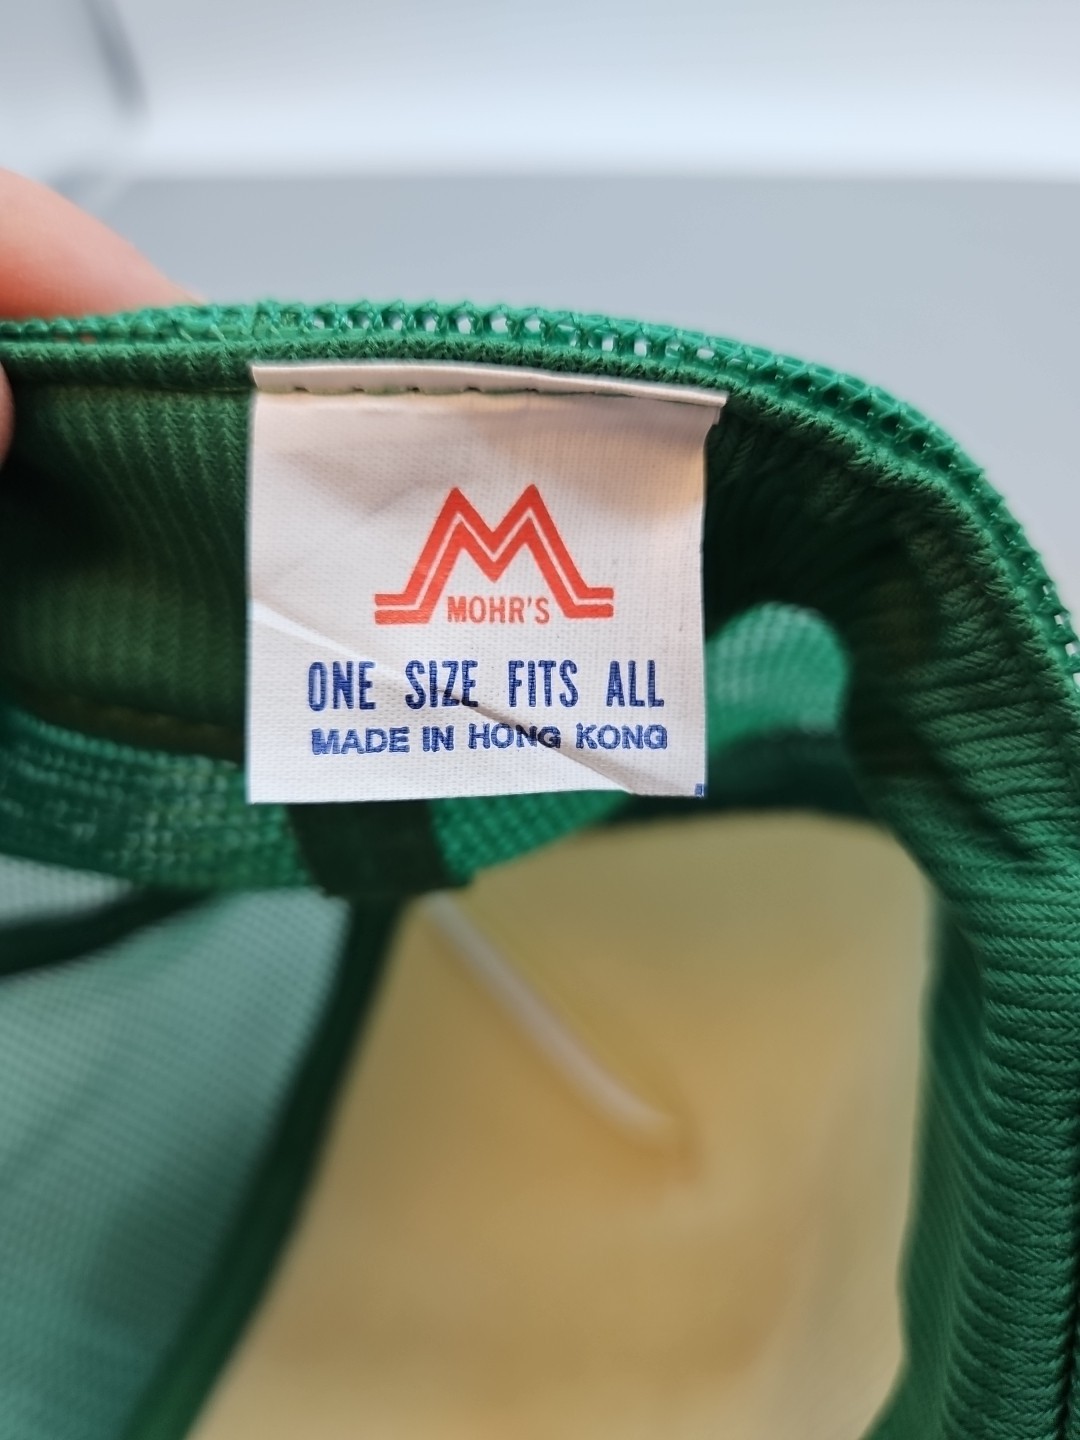 MOHR'S
ONE SIZE FITS ALL
MADE IN HONG KONG